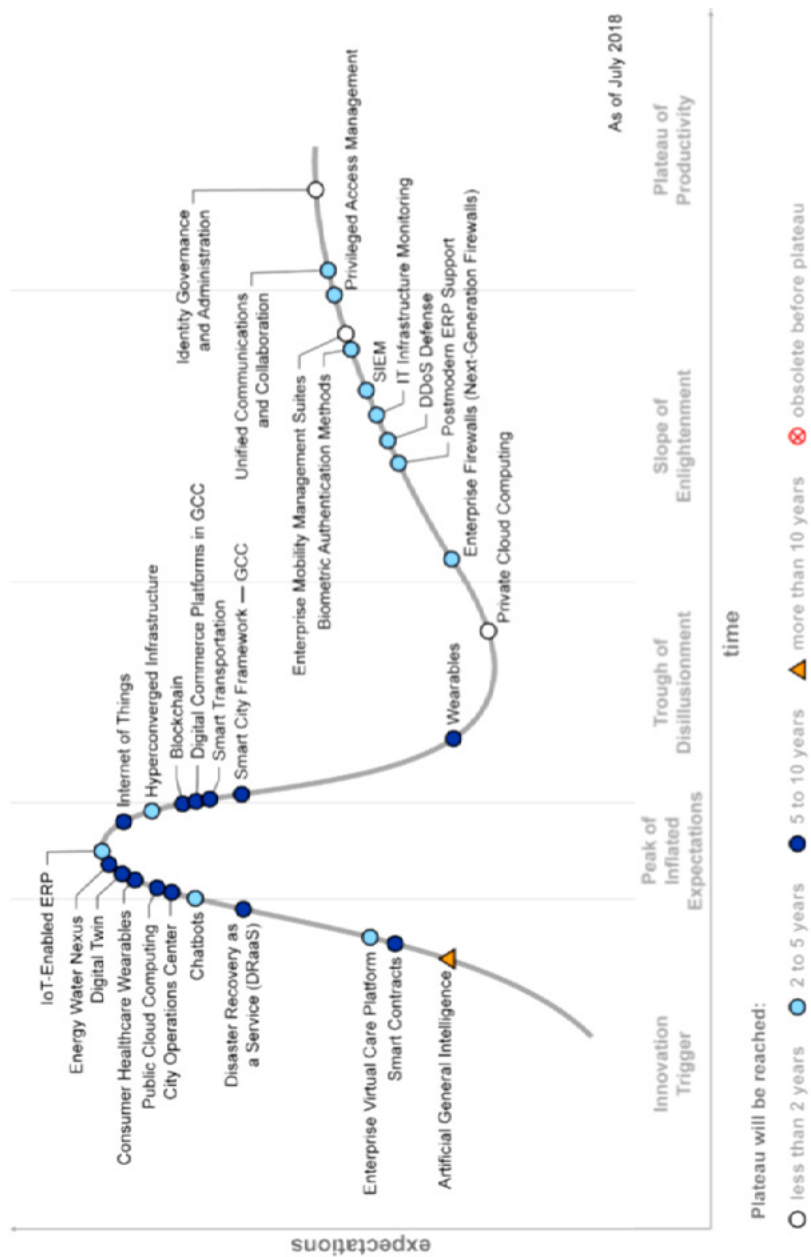 expectations
IoT-Enabled ERP
Energy Water Nexus
Digital Twin
Consumer Healthcare Wearables
Public Cloud Computing
City Operations Center
Chatbots
Disaster Recovery as
a Service (DRaaS)
Enterprise Virtual Care Platform
Smart Contracts
Artificial General Intelligence
Internet of Things
Hyperconverged Infrastructure
Blockchain
Digital Commerce Platforms in GCC
Smart Transportation
Smart City Framework — GCC
Wearables
Private Cloud Computing
Enterprise Firewalls (Next-Generation Firewalls)
Postmodern ERP Support
DDoS Defense
IT Infrastructure Monitoring
SIEM
Biometric Authentication Methods
Enterprise Mobility Management Suites
Privileged Access Management
Unified Communications
and Collaboration
Identity Governance
and Administration
As of July 2018
Innovation
Trigger
Peak of
Inflated
Expectations
Trough of
Disillusionment
Slope of
Enlightenment
Plateau of
Productivity
time
Plateau will be reached:
less than 2 years
2 to 5 years
5 to 10 years
more than 10 years
obsolete before plateau